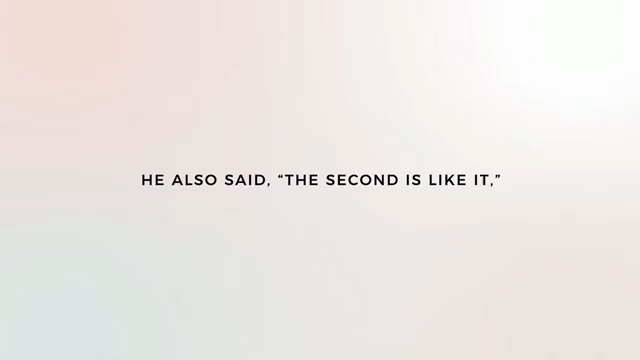 HE ALSO SAID, “THE SECOND IS LIKE IT,”